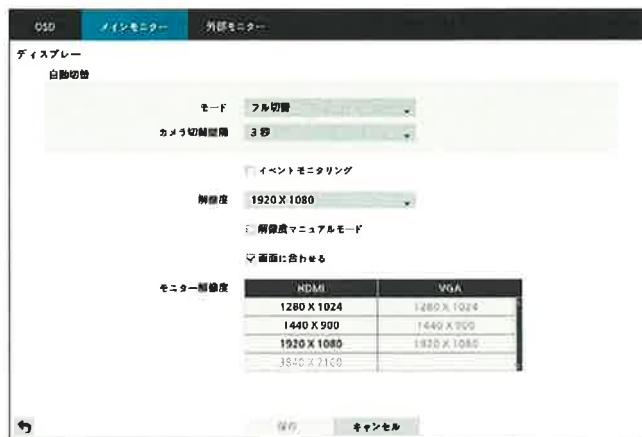 OSD メインモニター 外部モニター
ディスプレー
自動切替
モード フル切替
カメラ切替間隔 3 秒
イベントモニタリング
解像度 1920 X 1080
解像度マニュアルモード
画面に合わせる
モニター解像度 HDMI VGA
1280 X 1024 1280 X 1024
1440 X 900 1440 X 900
1920 X 1080 1920 X 1080
3840 X 2160
保存 キャンセル